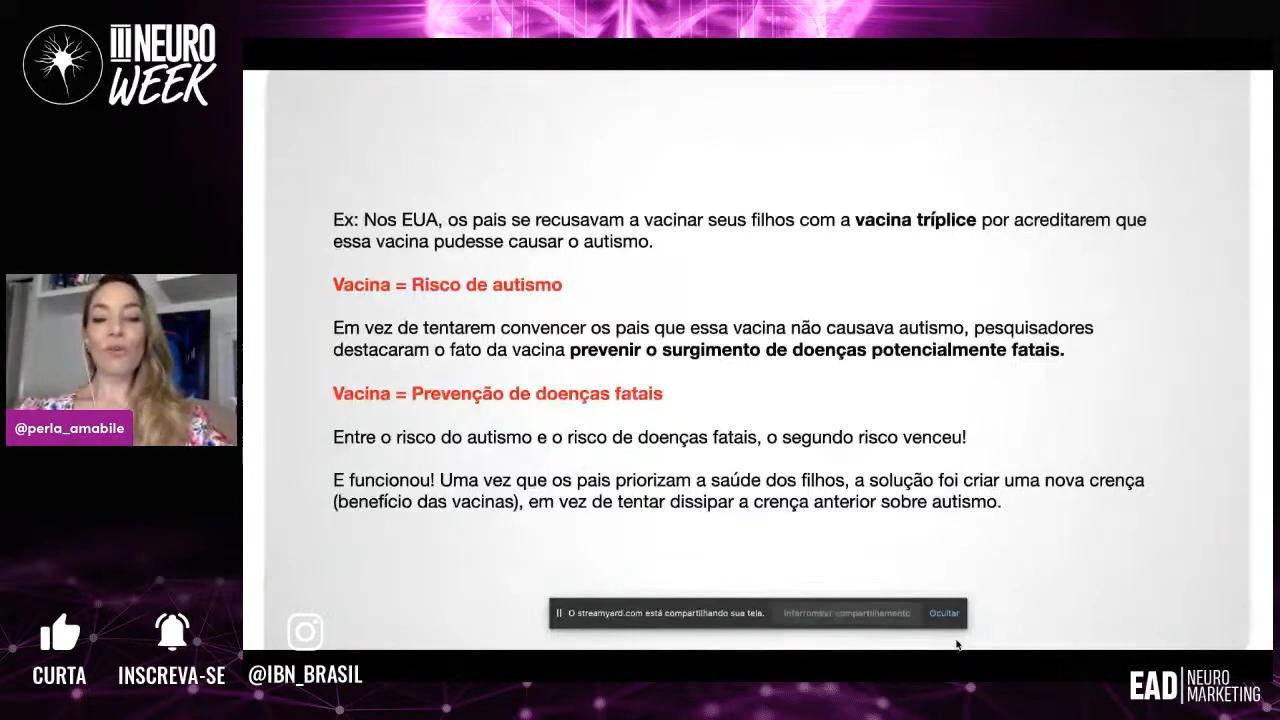 III NEURO
WEEK
Ex: Nos EUA, os pais se recusavam a vacinar seus filhos com a vacina tríplice por acreditarem que
essa vacina pudesse causar o autismo.
Vacina = Risco de autismo
Em vez de tentarem convencer os pais que essa vacina não causava autismo, pesquisadores
destacaram o fato da vacina prevenir o surgimento de doenças potencialmente fatais.
Vacina = Prevenção de doenças fatais
Entre o risco do autismo e o risco de doenças fatais, o segundo risco venceu!
E funcionou! Uma vez que os pais priorizam a saúde dos filhos, a solução foi criar uma nova crença
(benefício das vacinas), em vez de tentar dissipar a crença anterior sobre autismo.
@perla_amabile
O streamyard.com está compartilhando sua tela.
Interromper compartilhamento
Ocultar
CURTA
INSCREVA-SE
@IBN_BRASIL
EAD NEURO
MARKETING